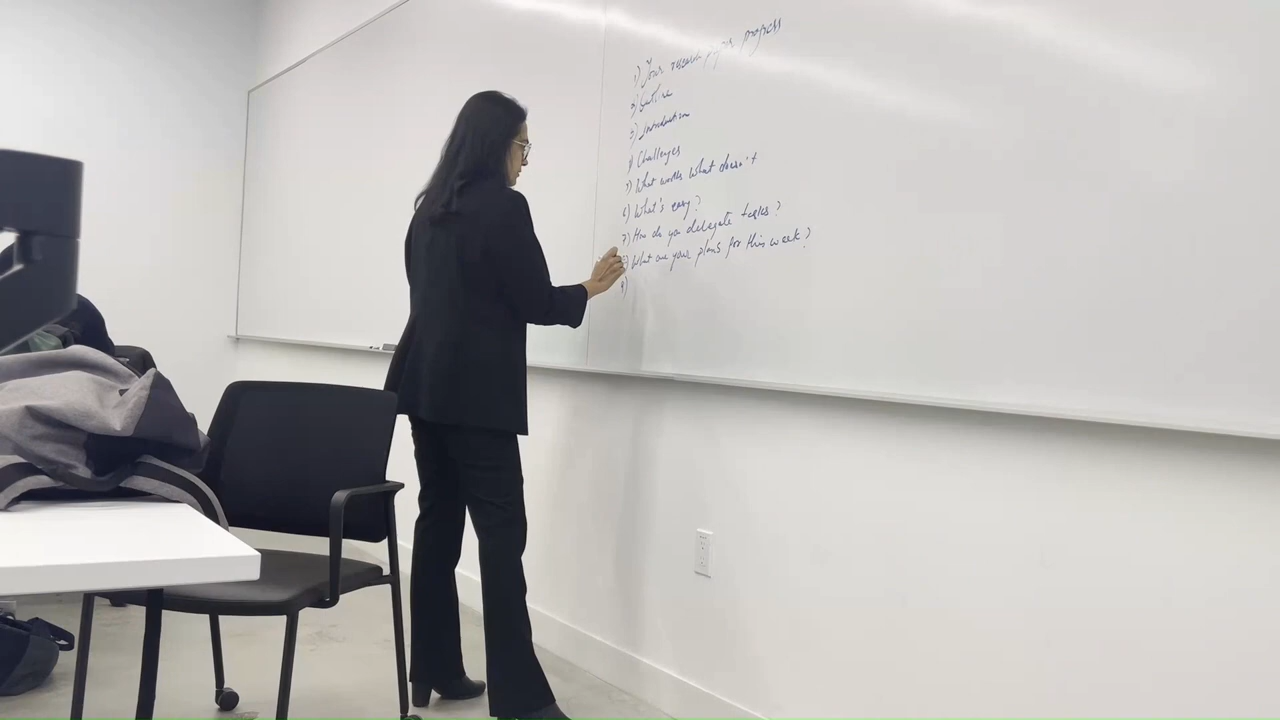 1) Your research paper progress
2) Outline
3) Introduction
4) Challenges
5) What works What doesn't
6) What's easy?
7) How do you delegate tasks?
8) What are your plans for this week?
9)